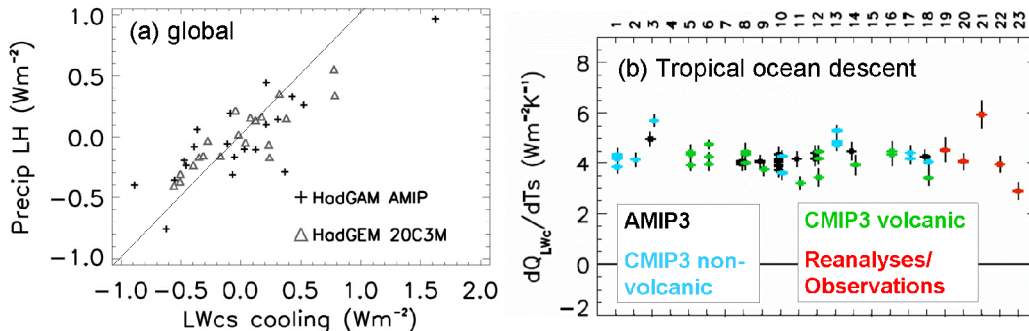 (a) global
Precip LH (Wm⁻²)
1.0
0.5
0.0
-0.5
-1.0
+ HadGAM AMIP
△ HadGEM 20C3M
-1.0 -0.5 0.0 0.5 1.0 1.5 2.0
LWcs cooling (Wm⁻²)
1 2 3 4 5 6 7 8 9 10 11 12 13 14 15 16 17 18 19 20 21 22 23
(b) Tropical ocean descent
dQ_LWc/dTs (Wm⁻²K⁻¹)
8
6
4
2
0
-2
AMIP3
CMIP3 non-
volcanic
CMIP3 volcanic
Reanalyses/
Observations